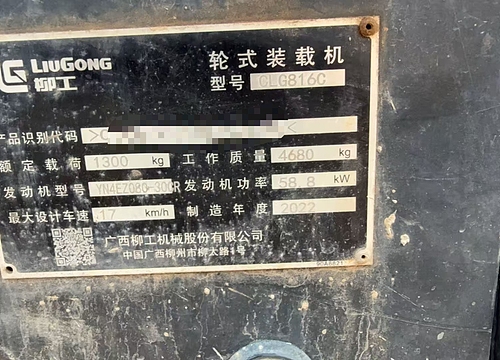 LIUGONG 轮式装载机
柳工 型号 CLG816C
产品识别代码
额定载荷 1300 kg 工作质量 4680 kg
发动机型号 YN4EZ080-30CR 发动机功率 58.8 kW
最大设计车速 17 km/h 制造年度 2022
广西柳工机械股份有限公司
中国广西柳州市柳太路1号